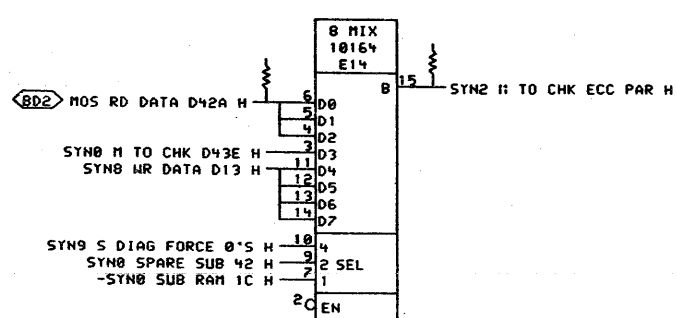 8 MIX
10164
E14
BD2 MOS RD DATA D42A H
6 D0
5 D1
4 D2
SYN0 M TO CHK D43E H 3 D3
SYN8 WR DATA D13 H 11 D4
12 D5
13 D6
14 D7
B 15 SYN2 TO CHK ECC PAR H
SYN9 S DIAG FORCE 0'S H 10 4
SYN0 SPARE SUB 42 H 9 2 SEL
-SYN0 SUB RAM 1C H 7 1
2 EN